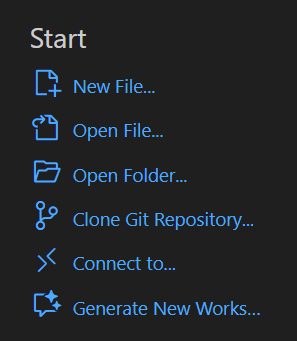 Start
New File...
Open File...
Open Folder...
Clone Git Repository...
Connect to...
Generate New Works...